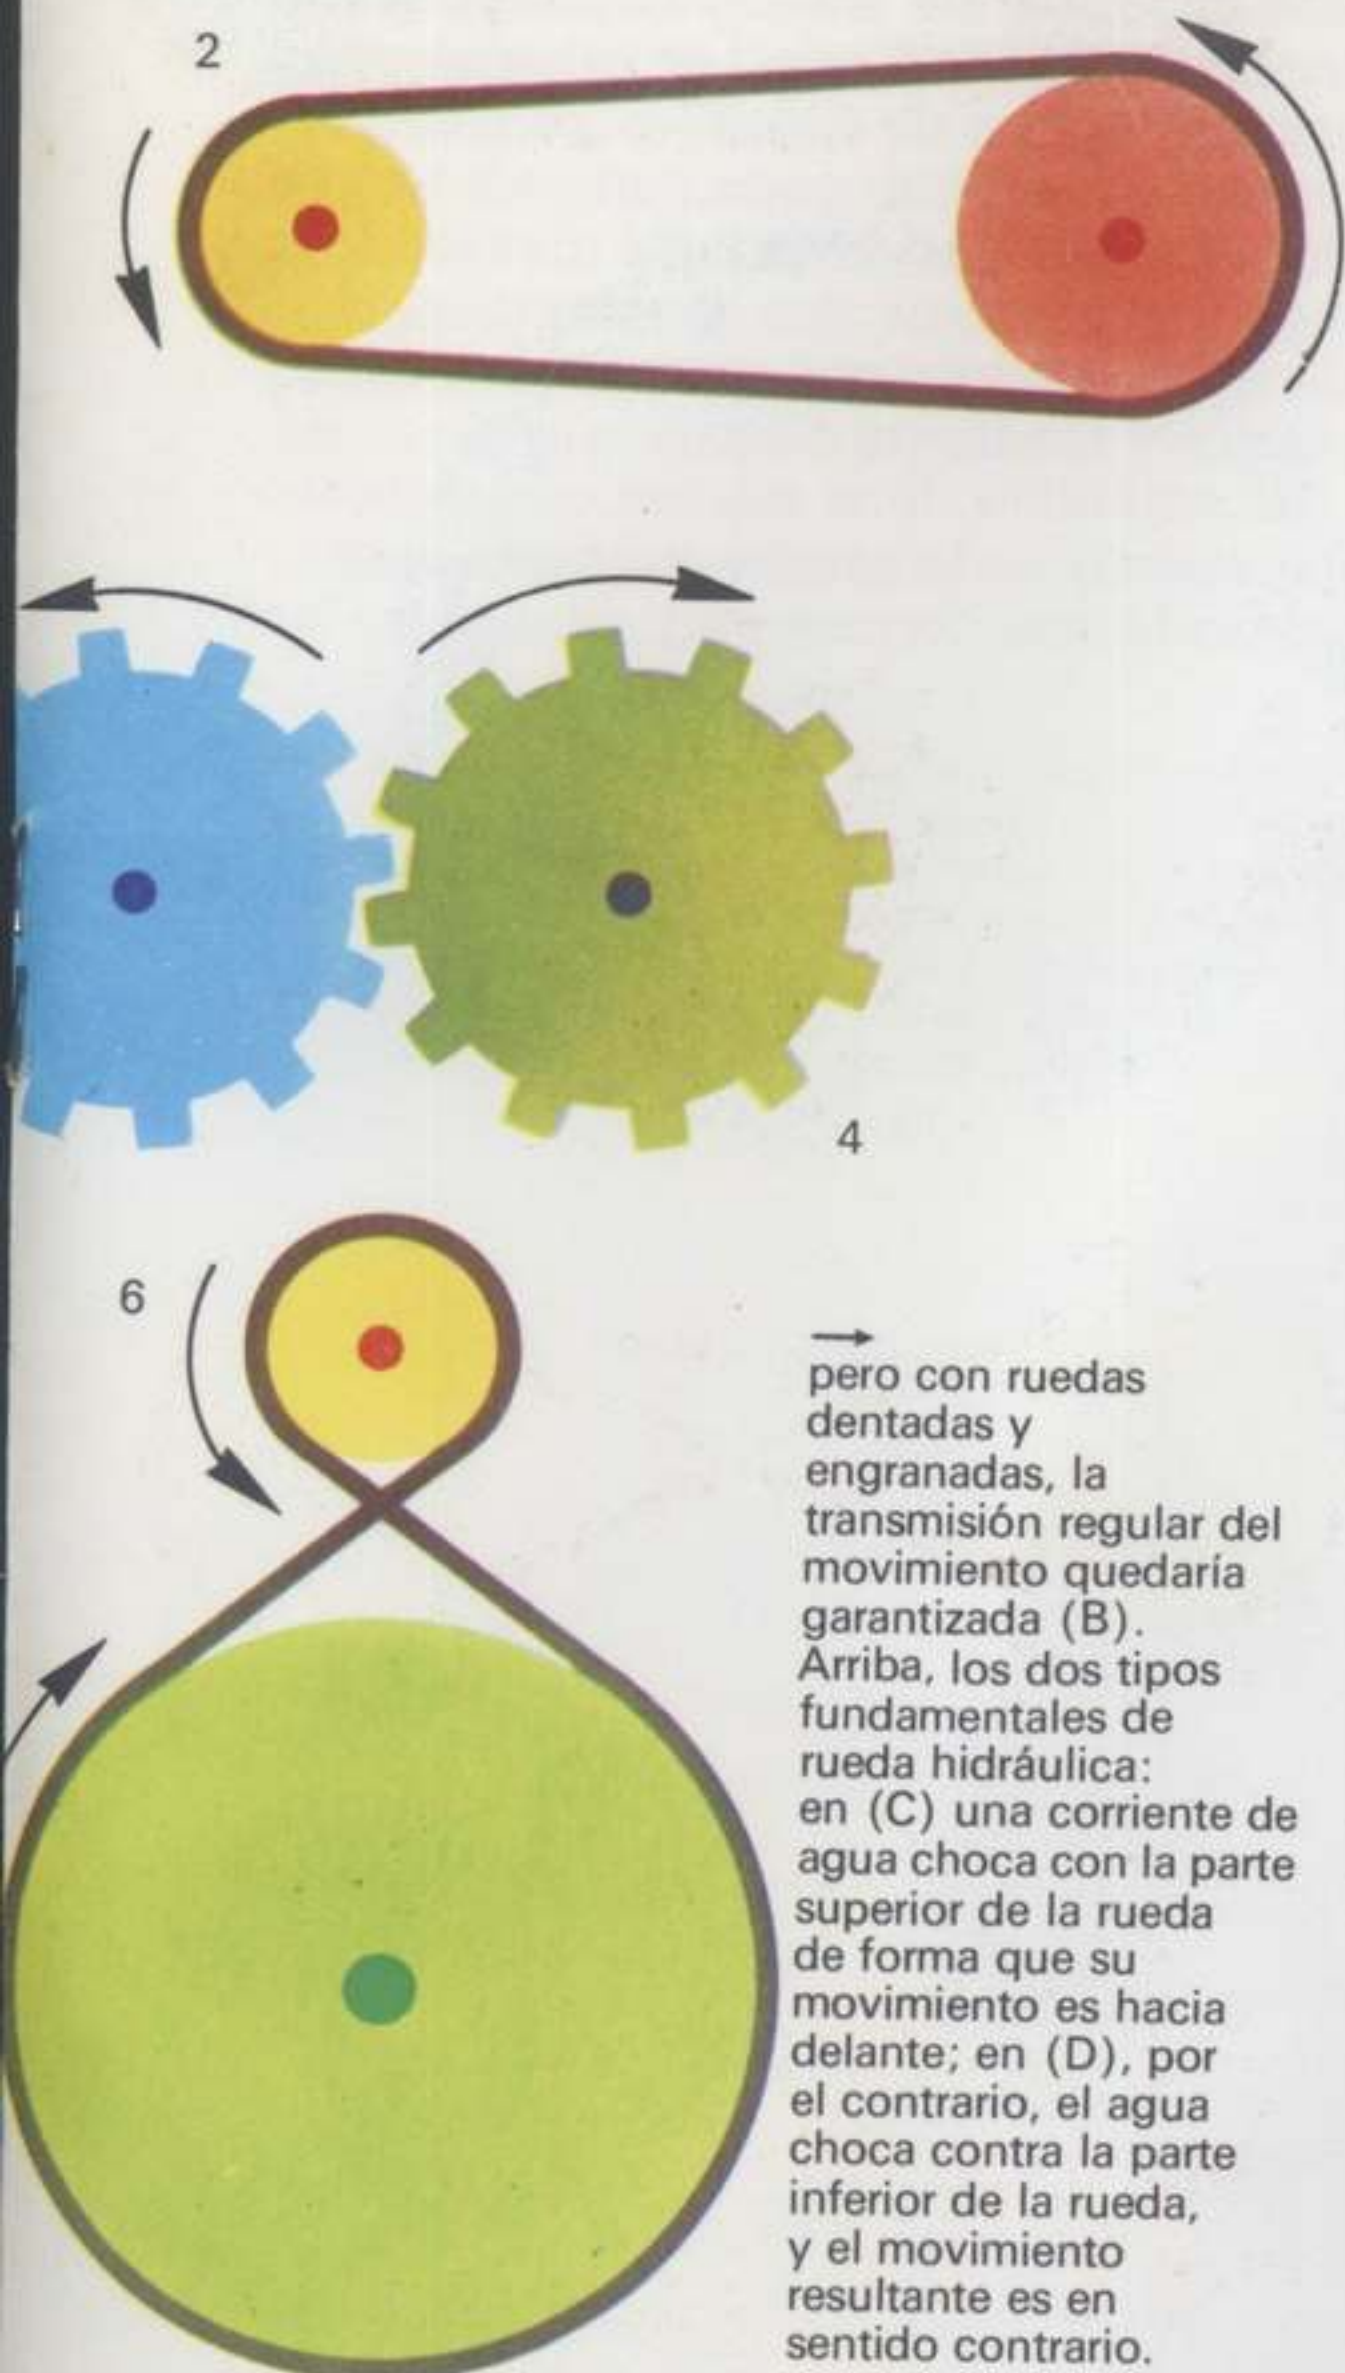 2
4
6
pero con ruedas
dentadas y
engranadas, la
transmisión regular del
movimiento quedaría
garantizada (B).
Arriba, los dos tipos
fundamentales de
rueda hidráulica:
en (C) una corriente de
agua choca con la parte
superior de la rueda
de forma que su
movimiento es hacia
delante; en (D), por
el contrario, el agua
choca contra la parte
inferior de la rueda,
y el movimiento
resultante es en
sentido contrario.